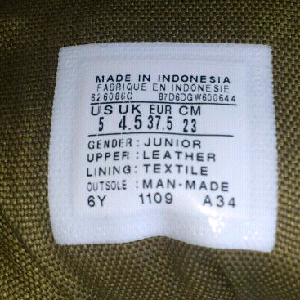 MADE IN INDONESIA
FABRIQUE EN INDONESIE
US UK EUR CM
5 4.5 37.5 23
GENDER: JUNIOR
UPPER: LEATHER
LINING: TEXTILE
OUTSOLE: MAN-MADE
6Y 1109 A34